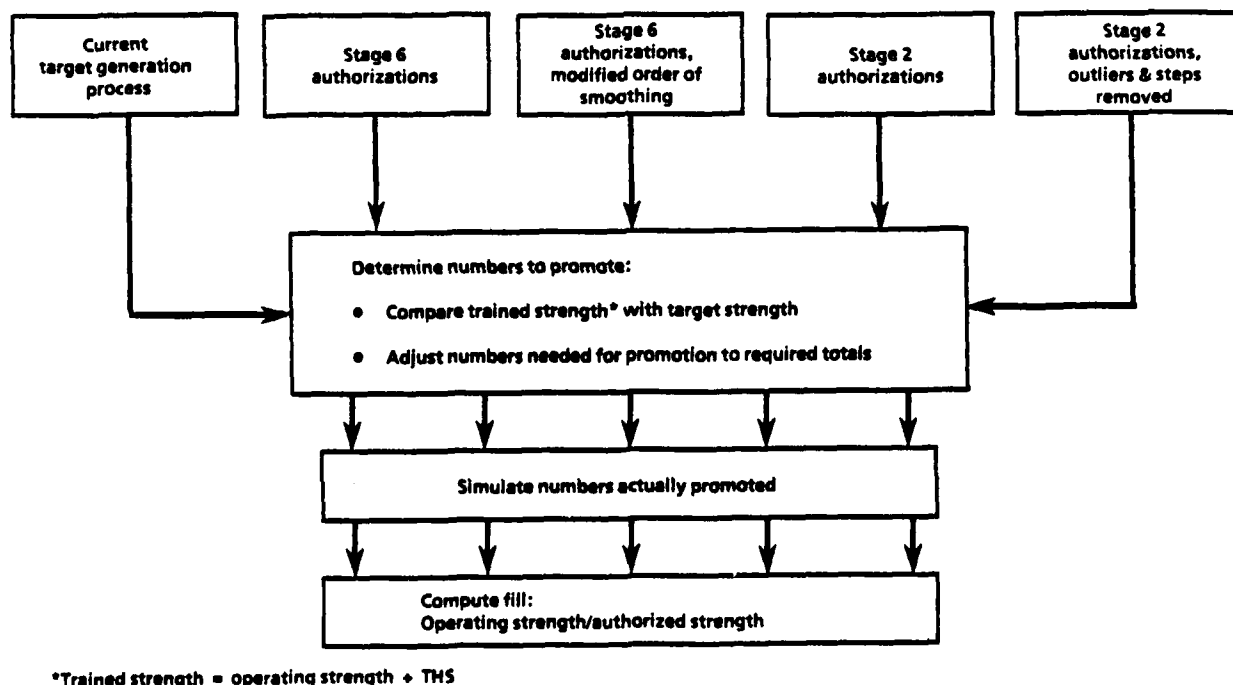 Current
target generation
process
Stage 6
authorizations
Stage 6
authorizations,
modified order of
smoothing
Stage 2
authorizations
Stage 2
authorizations,
outliers & steps
removed
Determine numbers to promote:
• Compare trained strength* with target strength
• Adjust numbers needed for promotion to required totals
Simulate numbers actually promoted
Compute fill:
Operating strength/authorized strength
*Trained strength = operating strength + THS